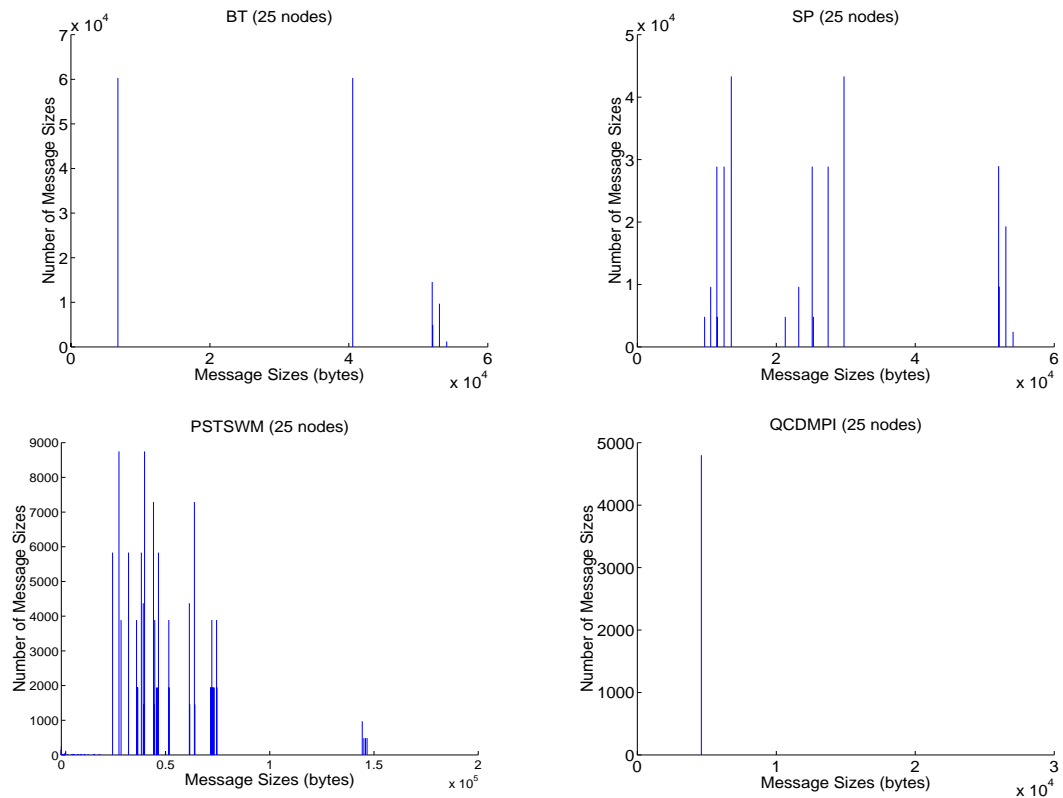 BT (25 nodes)
x 10^4
7
6
5
4
3
2
1
0
Number of Message Sizes
0 2 4 6
Message Sizes (bytes)
x 10^4
SP (25 nodes)
x 10^4
5
4
3
2
1
0
Number of Message Sizes
0 2 4 6
Message Sizes (bytes)
x 10^4
PSTSWM (25 nodes)
9000
8000
7000
6000
5000
4000
3000
2000
1000
0
Number of Message Sizes
0 0.5 1 1.5 2
Message Sizes (bytes)
x 10^5
QCDMPI (25 nodes)
5000
4000
3000
2000
1000
0
Number of Message Sizes
0 1 2 3
Message Sizes (bytes)
x 10^4